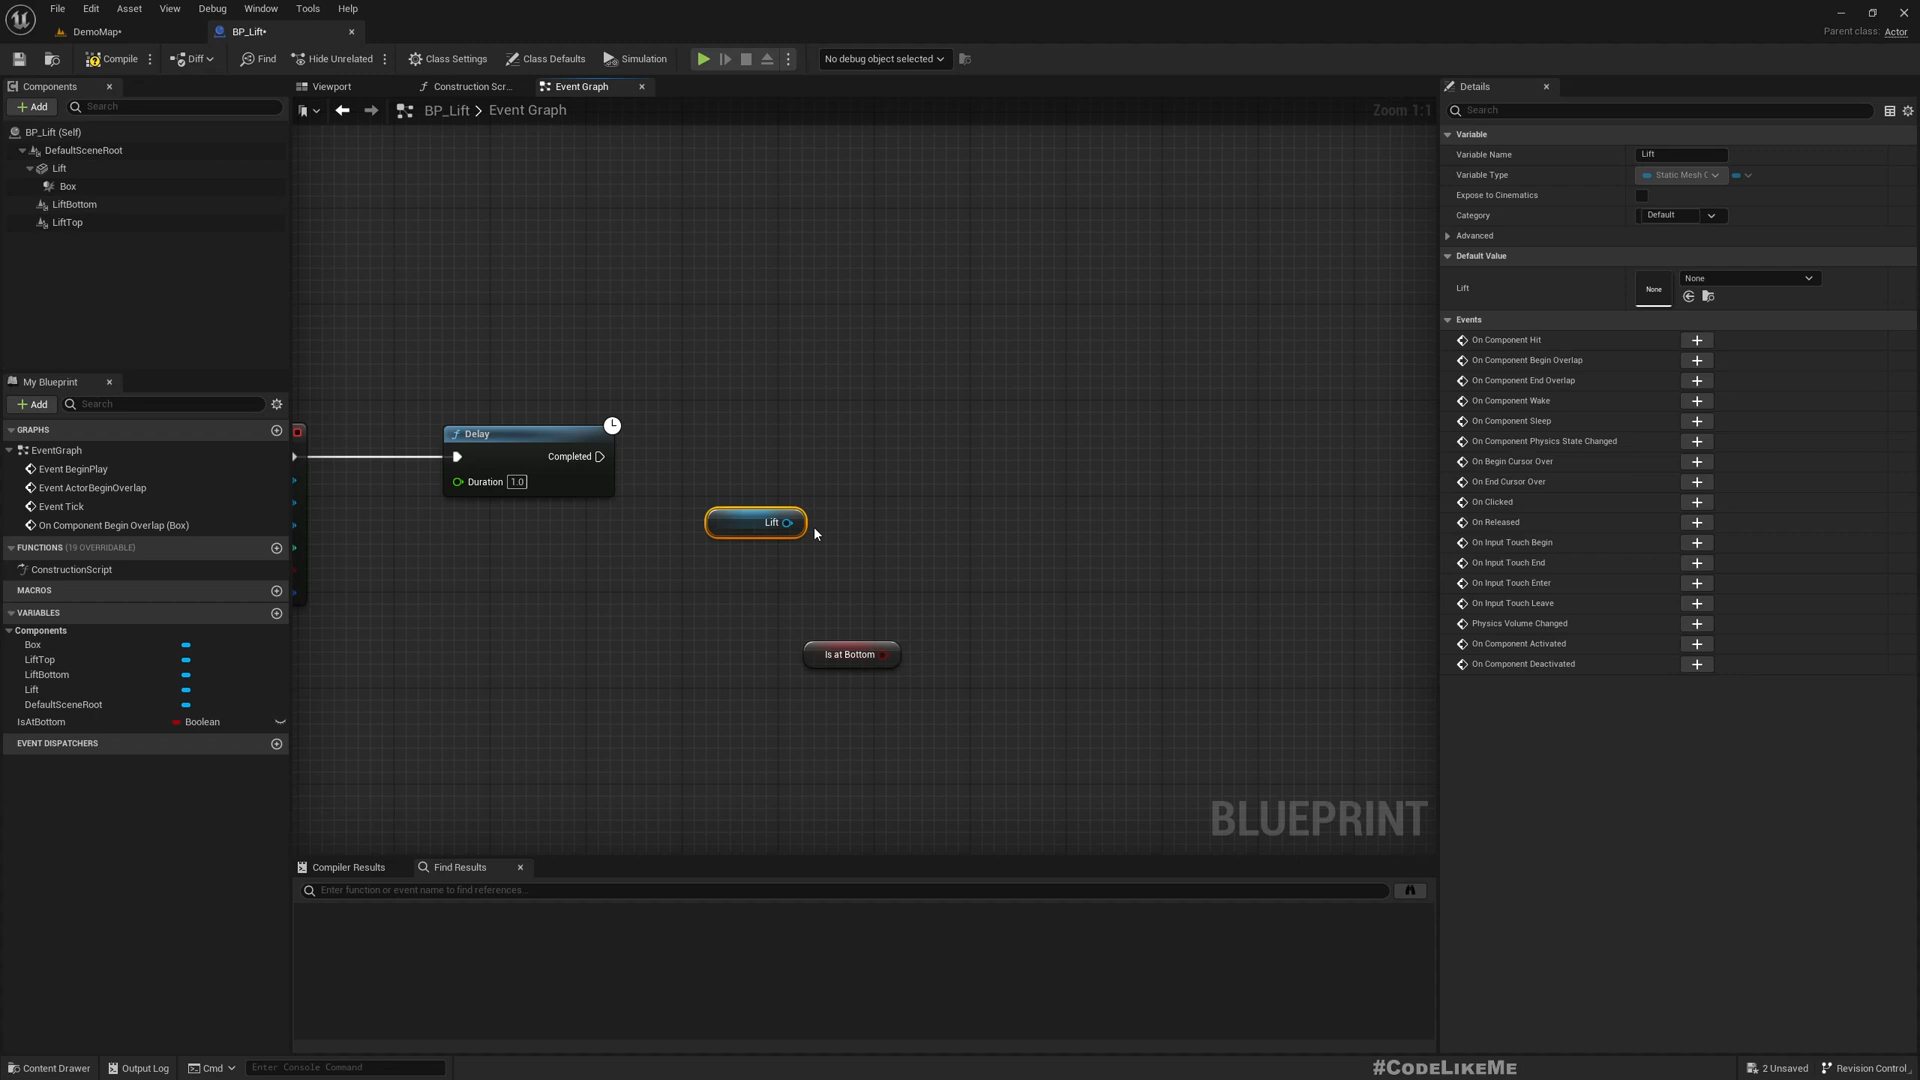 File Edit Asset View Window Debug Tools Help
DemoMap•
BP_Lift•
Parent class: Actor
Compile
Diff
Find
Hide Unrelated
Class Settings
Class Defaults
Simulation
No debug object selected
Components
Viewport
Construction Scr...
Event Graph
Details
Add
Search
BP_Lift > Event Graph
Zoom 1:1
Search
BP_Lift (Self)
DefaultSceneRoot
Lift
Box
LiftBottom
LiftTop
Variable
Variable Name
Lift
Variable Type
Static Mesh C
Expose to Cinematics
Category
Default
Advanced
Default Value
Lift
None
None
Events
On Component Hit
On Component Begin Overlap
On Component End Overlap
On Component Wake
On Component Sleep
On Component Physics State Changed
On Begin Cursor Over
On End Cursor Over
On Clicked
On Released
On Input Touch Begin
On Input Touch End
On Input Touch Enter
On Input Touch Leave
Physics Volume Changed
On Component Activated
On Component Deactivated
My Blueprint
Add
Search
GRAPHS
EventGraph
Event BeginPlay
Event ActorBeginOverlap
Event Tick
On Component Begin Overlap (Box)
FUNCTIONS (19 OVERRIDABLE)
ConstructionScript
MACROS
VARIABLES
Components
Box
LiftTop
LiftBottom
Lift
DefaultSceneRoot
IsAtBottom
Boolean
EVENT DISPATCHERS
Delay
Completed
Duration 1.0
Lift
Is at Bottom
BLUEPRINT
Compiler Results
Find Results
Enter function or event name to find references...
Content Drawer
Output Log
Cmd
Enter Console Command
#CodeLikeMe
2 Unsaved
Revision Control